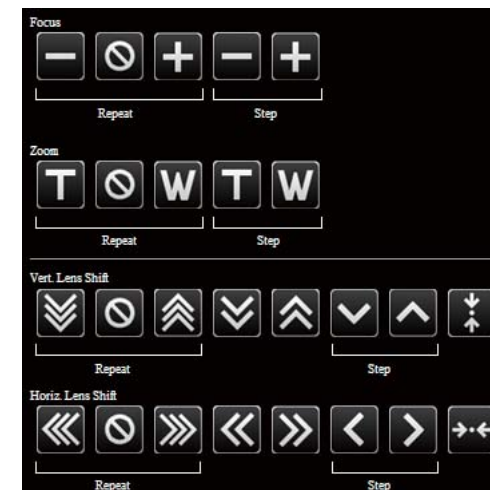 Focus
Repeat Step
Zoom
T W T W
Repeat Step
Vert. Lens Shift
Repeat Step
Horiz. Lens Shift
Repeat Step